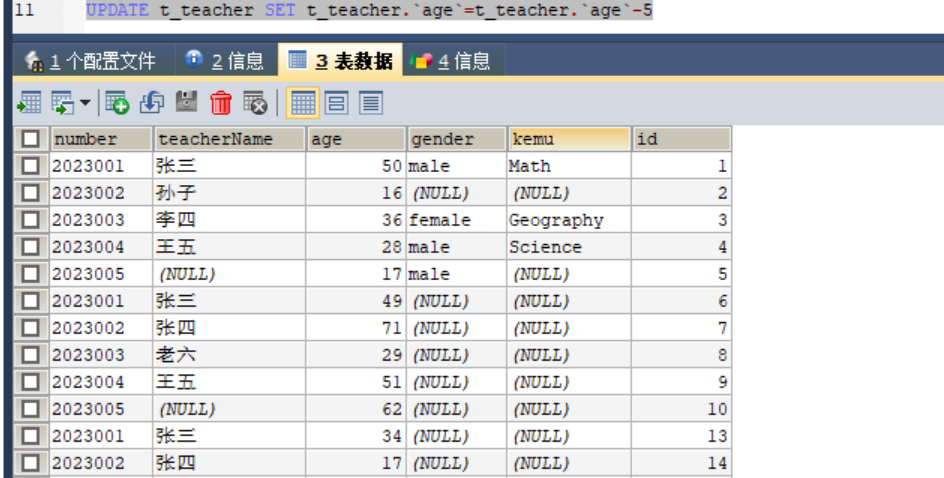 11 UPDATE t_teacher SET t_teacher.`age`=t_teacher.`age`-5
1 个配置文件 2 信息 3 表数据 4 信息
number teacherName age gender kemu id
2023001 张三 50 male Math 1
2023002 孙子 16 (NULL) (NULL) 2
2023003 李四 36 female Geography 3
2023004 王五 28 male Science 4
2023005 (NULL) 17 male (NULL) 5
2023001 张三 49 (NULL) (NULL) 6
2023002 张四 71 (NULL) (NULL) 7
2023003 老六 29 (NULL) (NULL) 8
2023004 王五 51 (NULL) (NULL) 9
2023005 (NULL) 62 (NULL) (NULL) 10
2023001 张三 34 (NULL) (NULL) 13
2023002 张四 17 (NULL) (NULL) 14